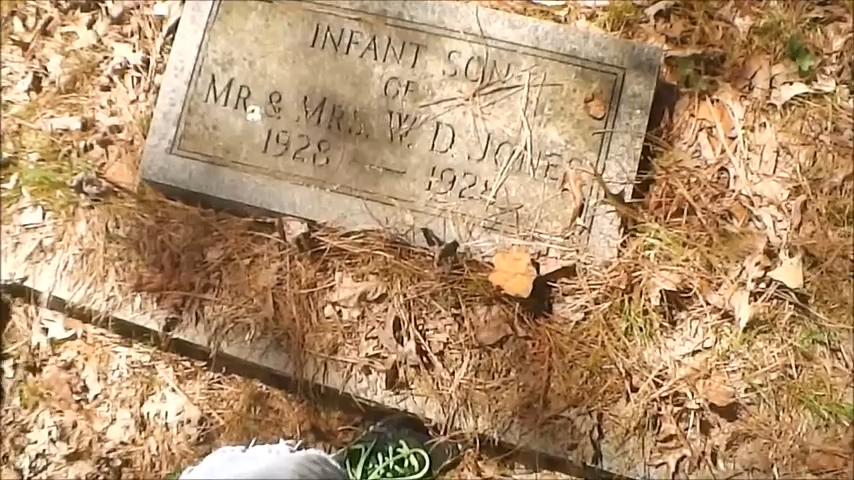 INFANT SON
OF
MR. & MRS. W. D. JONES
1928 1928